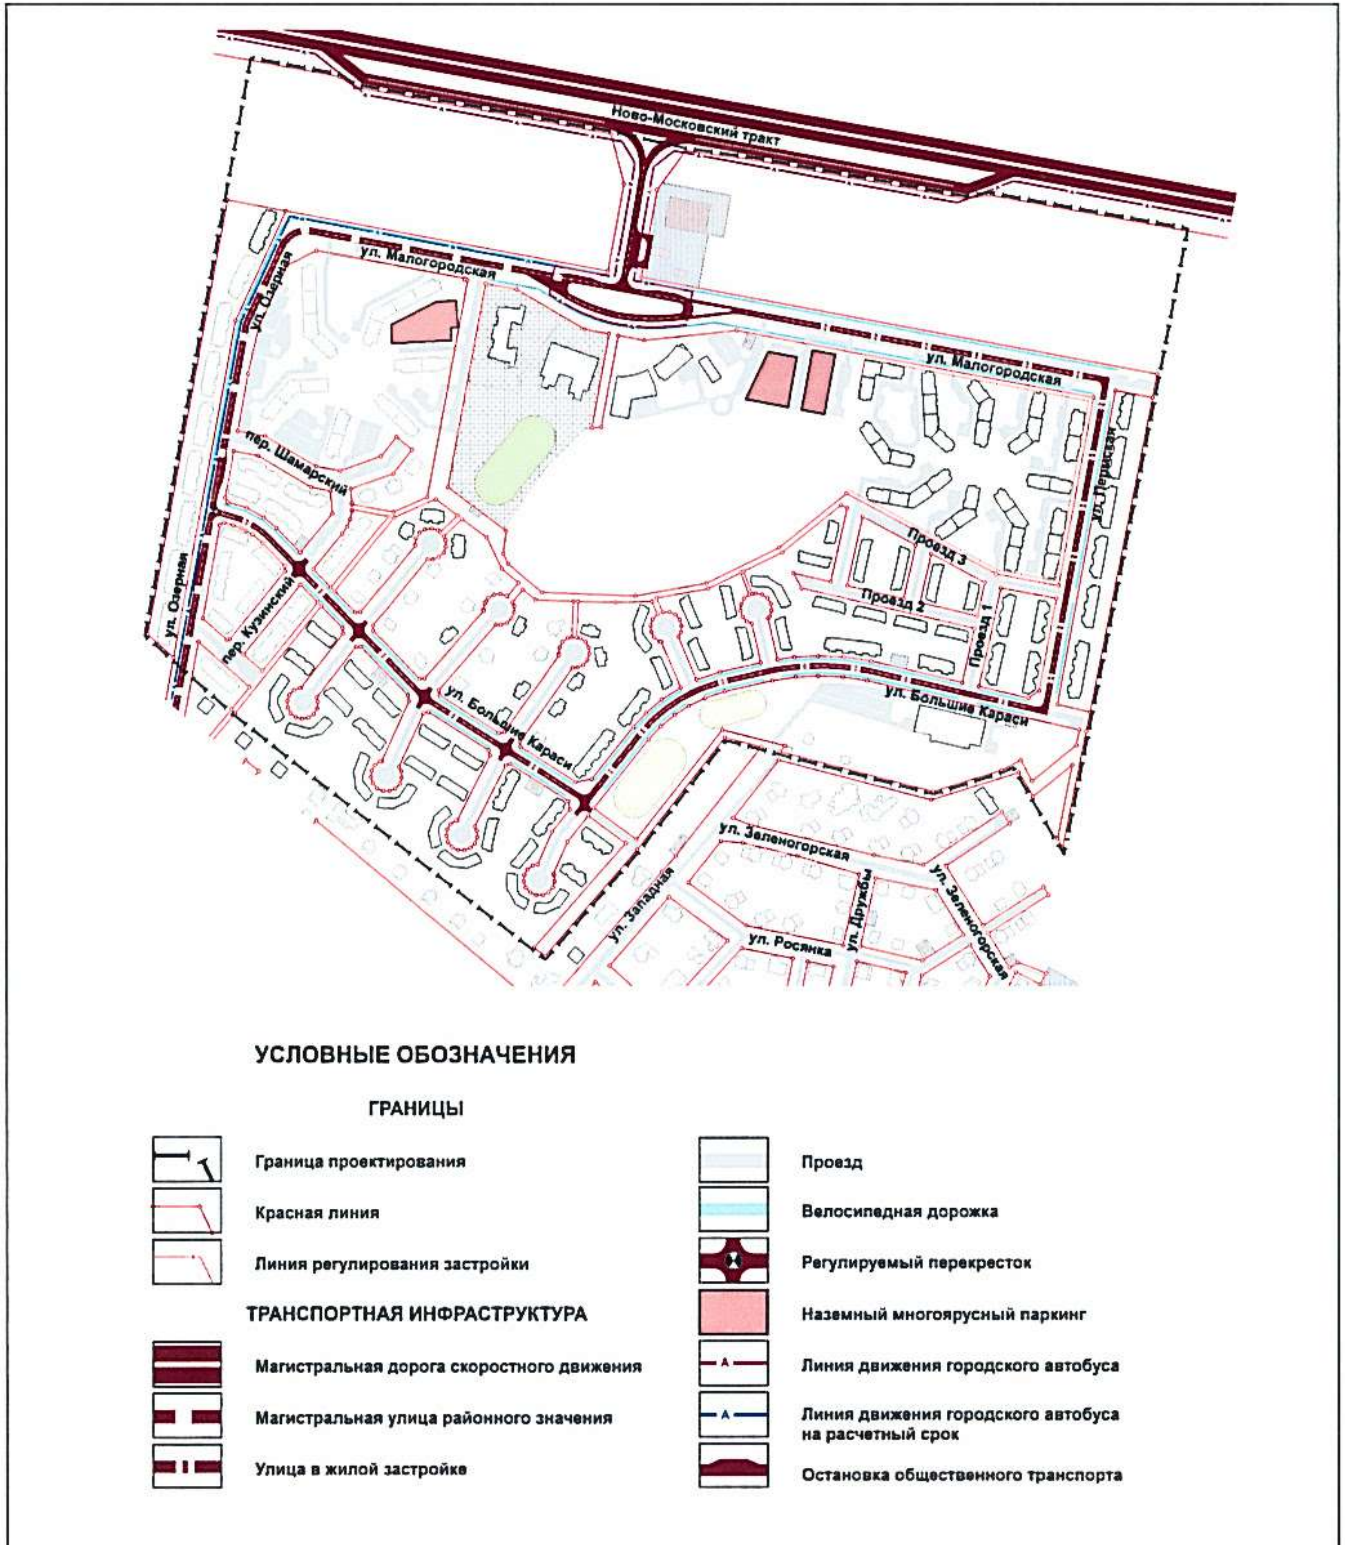 Ново-Московский тракт
ул. Малогородская
ул. Озерная
ул. Малогородская
ул. Пермская
пер. Шамарский
Проезд 3
ул. Озерная
пер. Кузинский
Проезд 2
Проезд 1
ул. Большие Караси
ул. Большие Караси
ул. Зеленогорская
ул. Западная
ул. Дружбы
ул. Зеленогорская
ул. Росянка
УСЛОВНЫЕ ОБОЗНАЧЕНИЯ
ГРАНИЦЫ
Граница проектирования
Красная линия
Линия регулирования застройки
ТРАНСПОРТНАЯ ИНФРАСТРУКТУРА
Магистральная дорога скоростного движения
Магистральная улица районного значения
Улица в жилой застройке
Проезд
Велосипедная дорожка
Регулируемый перекресток
Наземный многоярусный паркинг
А
Линия движения городского автобуса
А
Линия движения городского автобуса
на расчетный срок
Остановка общественного транспорта